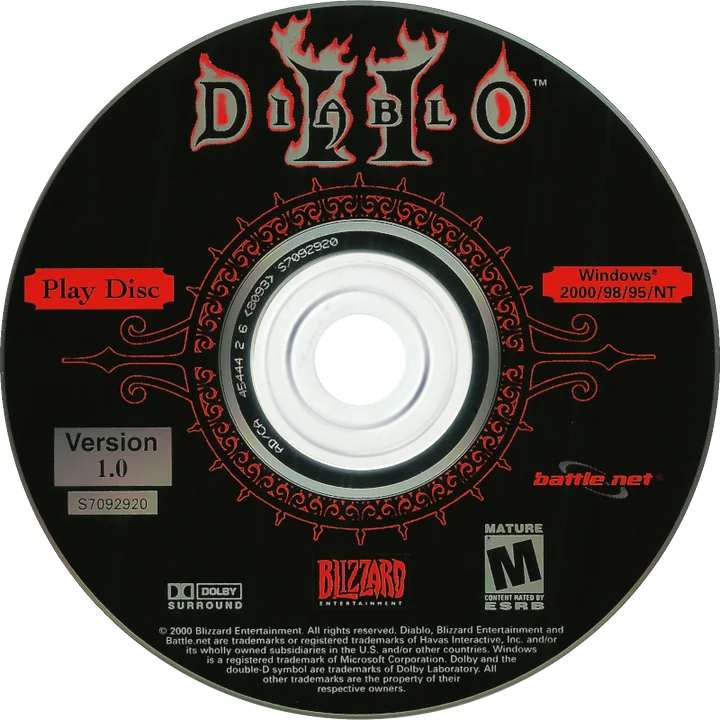 DIABLO II™
Play Disc
Windows®
2000/98/95/NT
45444 2 6 <8093> S7092920
AD/CA
Version
1.0
S7092920
battle.net®
MATURE
M
CONTENT RATED BY
ESRB
DOLBY
SURROUND
BLIZZARD
ENTERTAINMENT
© 2000 Blizzard Entertainment. All rights reserved. Diablo, Blizzard Entertainment and
Battle.net are trademarks or registered trademarks of Havas Interactive, Inc. and/or
its wholly owned subsidiaries in the U.S. and/or other countries. Windows
is a registered trademark of Microsoft Corporation. Dolby and the
double-D symbol are trademarks of Dolby Laboratory. All
other trademarks are the property of their
respective owners.